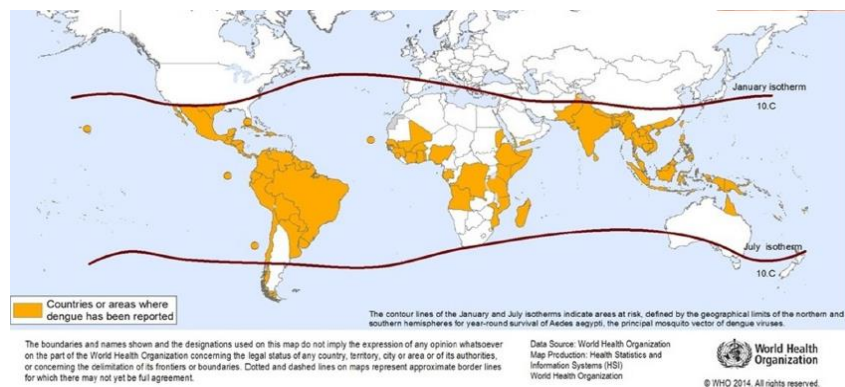 January isotherm
10.C
July isotherm
10.C
Countries or areas where
dengue has been reported
The contour lines of the January and July isotherms indicate areas at risk, defined by the geographical limits of the northern and
southern hemispheres for year-round survival of Aedes aegypti, the principal mosquito vector of dengue viruses.
The boundaries and names shown and the designations used on this map do not imply the expression of any opinion whatsoever
on the part of the World Health Organization concerning the legal status of any country, territory, city or area or of its authorities,
or concerning the delimitation of its frontiers or boundaries. Dotted and dashed lines on maps represent approximate border lines
for which there may not yet be full agreement.
Data Source: World Health Organization
Map Production: Health Statistics and
Information Systems (HSI)
World Health Organization
World Health
Organization
© WHO 2014. All rights reserved.